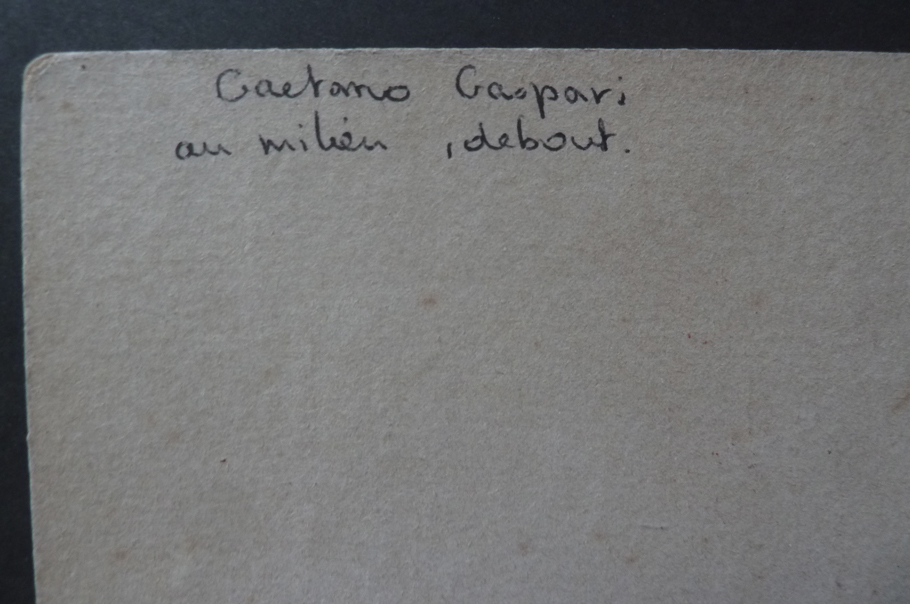 Gaetano Gaspari
au milieu , debout.